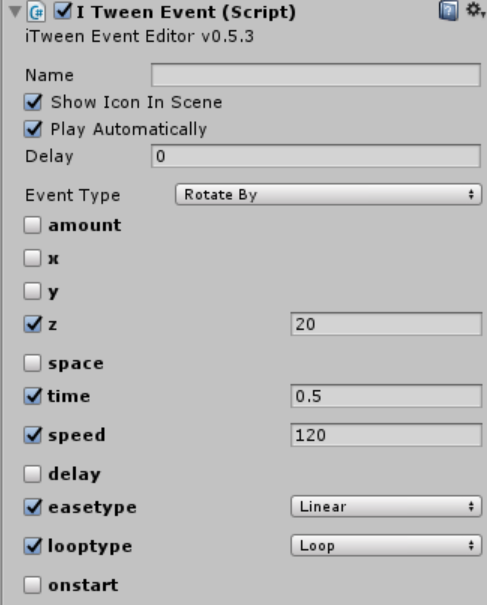 I Tween Event (Script)
iTween Event Editor v0.5.3
Name
Show Icon In Scene
Play Automatically
Delay 0
Event Type Rotate By
amount
x
y
z 20
space
time 0.5
speed 120
delay
easetype Linear
looptype Loop
onstart